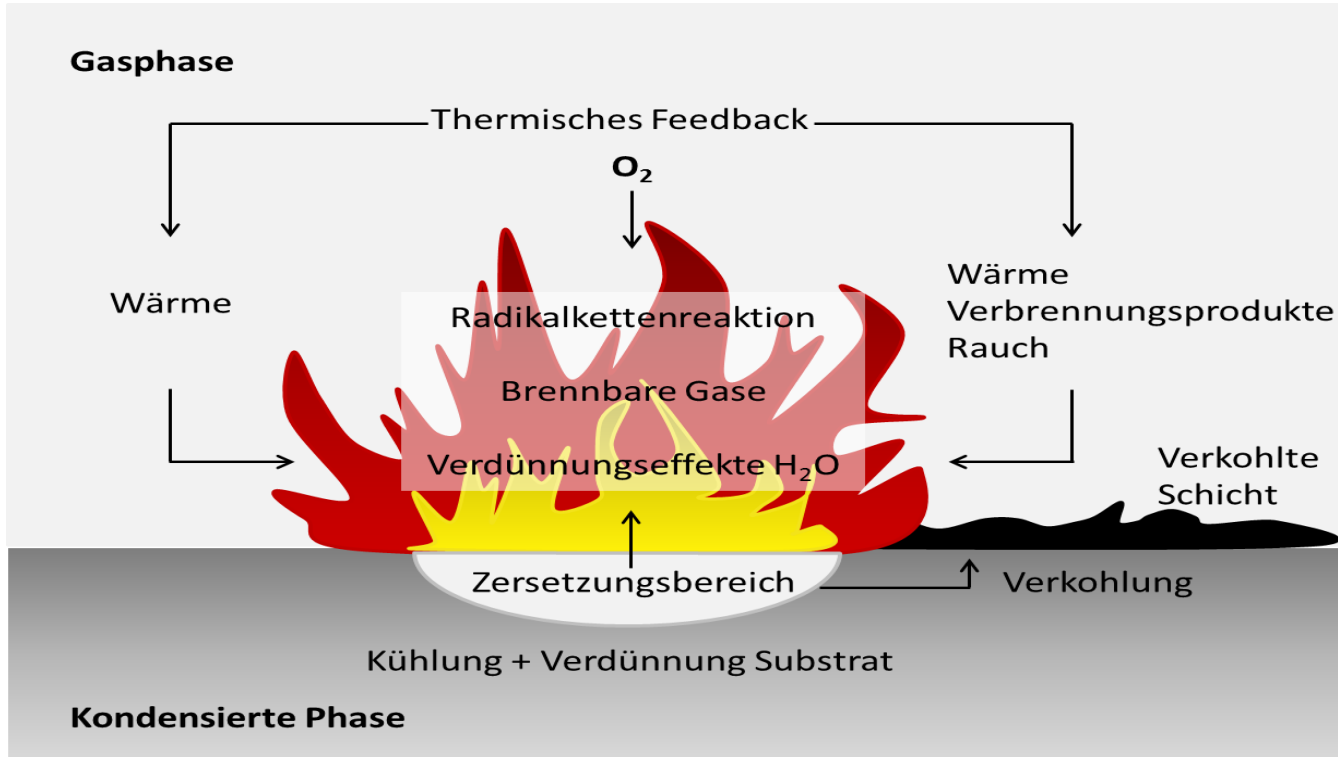 Gasphase
Thermisches Feedback
O₂
Wärme
Wärme
Verbrennungsprodukte
Rauch
Radikalkettenreaktion
Brennbare Gase
Verdünnungseffekte H₂O
Verkohlte
Schicht
Zersetzungsbereich
Verkohlung
Kühlung + Verdünnung Substrat
Kondensierte Phase